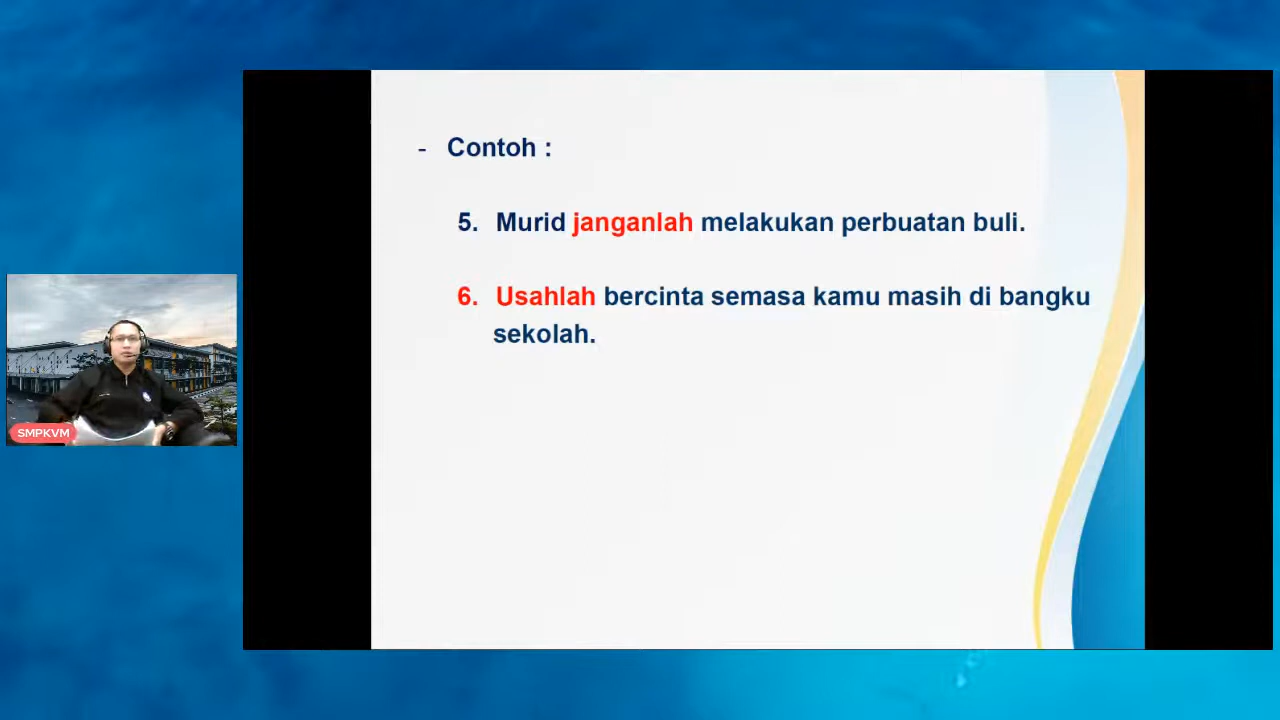 - Contoh :
5. Murid janganlah melakukan perbuatan buli.
6. Usahlah bercinta semasa kamu masih di bangku
sekolah.
SMPKVM